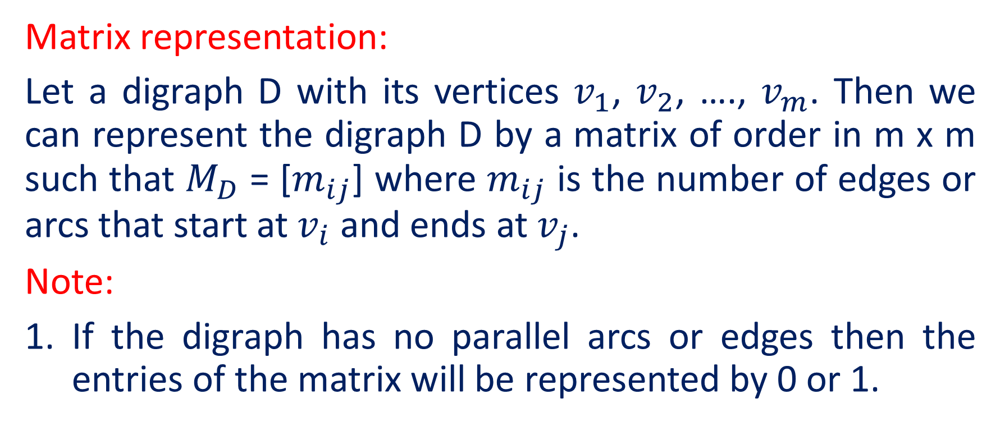 Matrix representation:
Let a digraph D with its vertices $v_1$, $v_2$, ...., $v_m$. Then we
can represent the digraph D by a matrix of order in m x m
such that $M_D$ = [$m_{ij}$] where $m_{ij}$ is the number of edges or
arcs that start at $v_i$ and ends at $v_j$.
Note:
1. If the digraph has no parallel arcs or edges then the
entries of the matrix will be represented by 0 or 1.